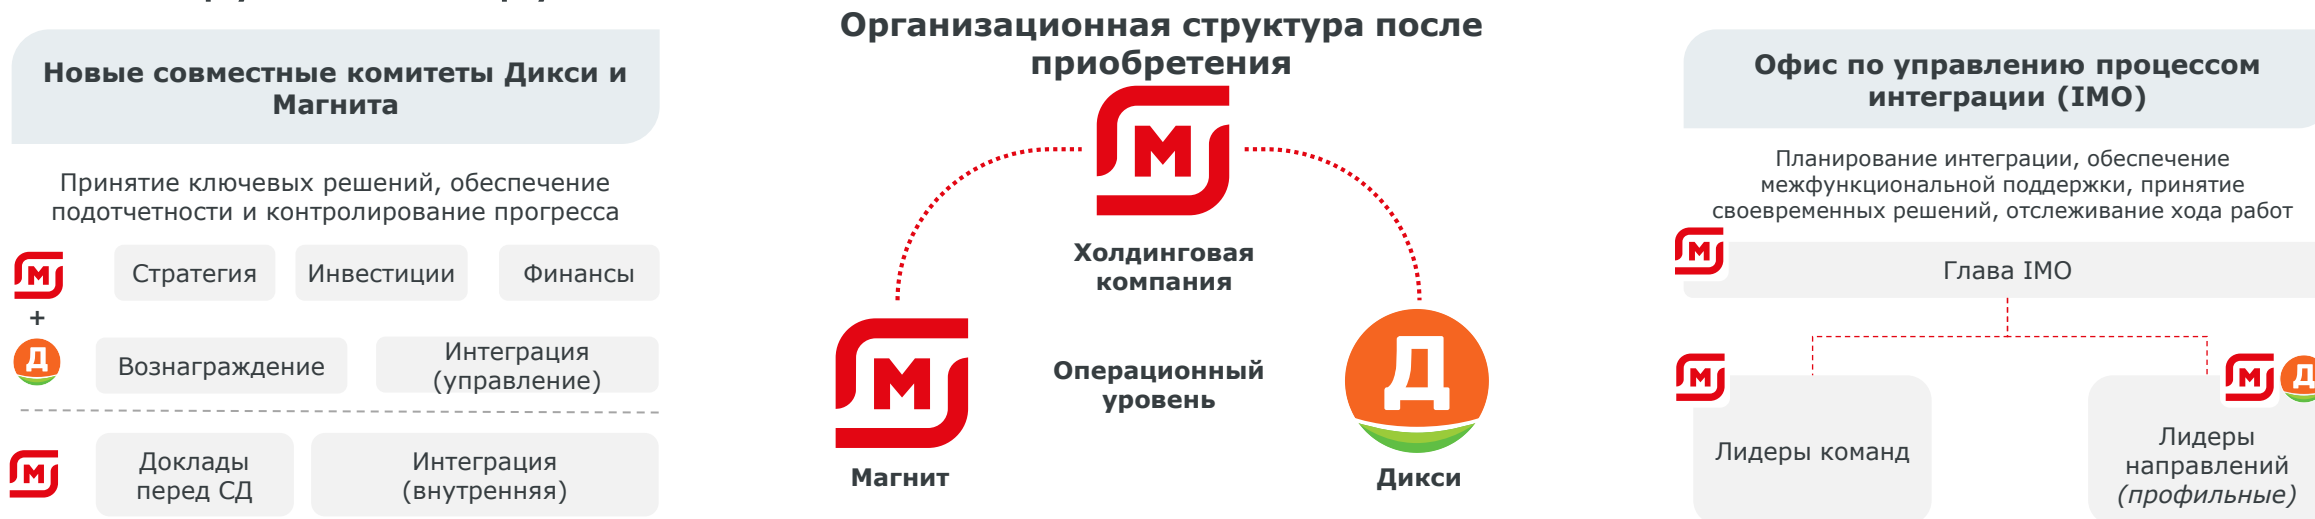 Новые совместные комитеты Дикси и
Магнита
Принятие ключевых решений, обеспечение
подотчетности и контролирование прогресса
М
Стратегия
Инвестиции
Финансы
+
Д
Вознаграждение
Интеграция
(управление)
М
Доклады
перед СД
Интеграция
(внутренняя)
Организационная структура после
приобретения
М
Холдинговая
компания
М
Операционный
уровень
Д
Магнит
Дикси
Офис по управлению процессом
интеграции (IMO)
Планирование интеграции, обеспечение
межфункциональной поддержки, принятие
своевременных решений, отслеживание хода работ
М
Глава IMO
М
Лидеры команд
М
Д
Лидеры
направлений
(профильные)